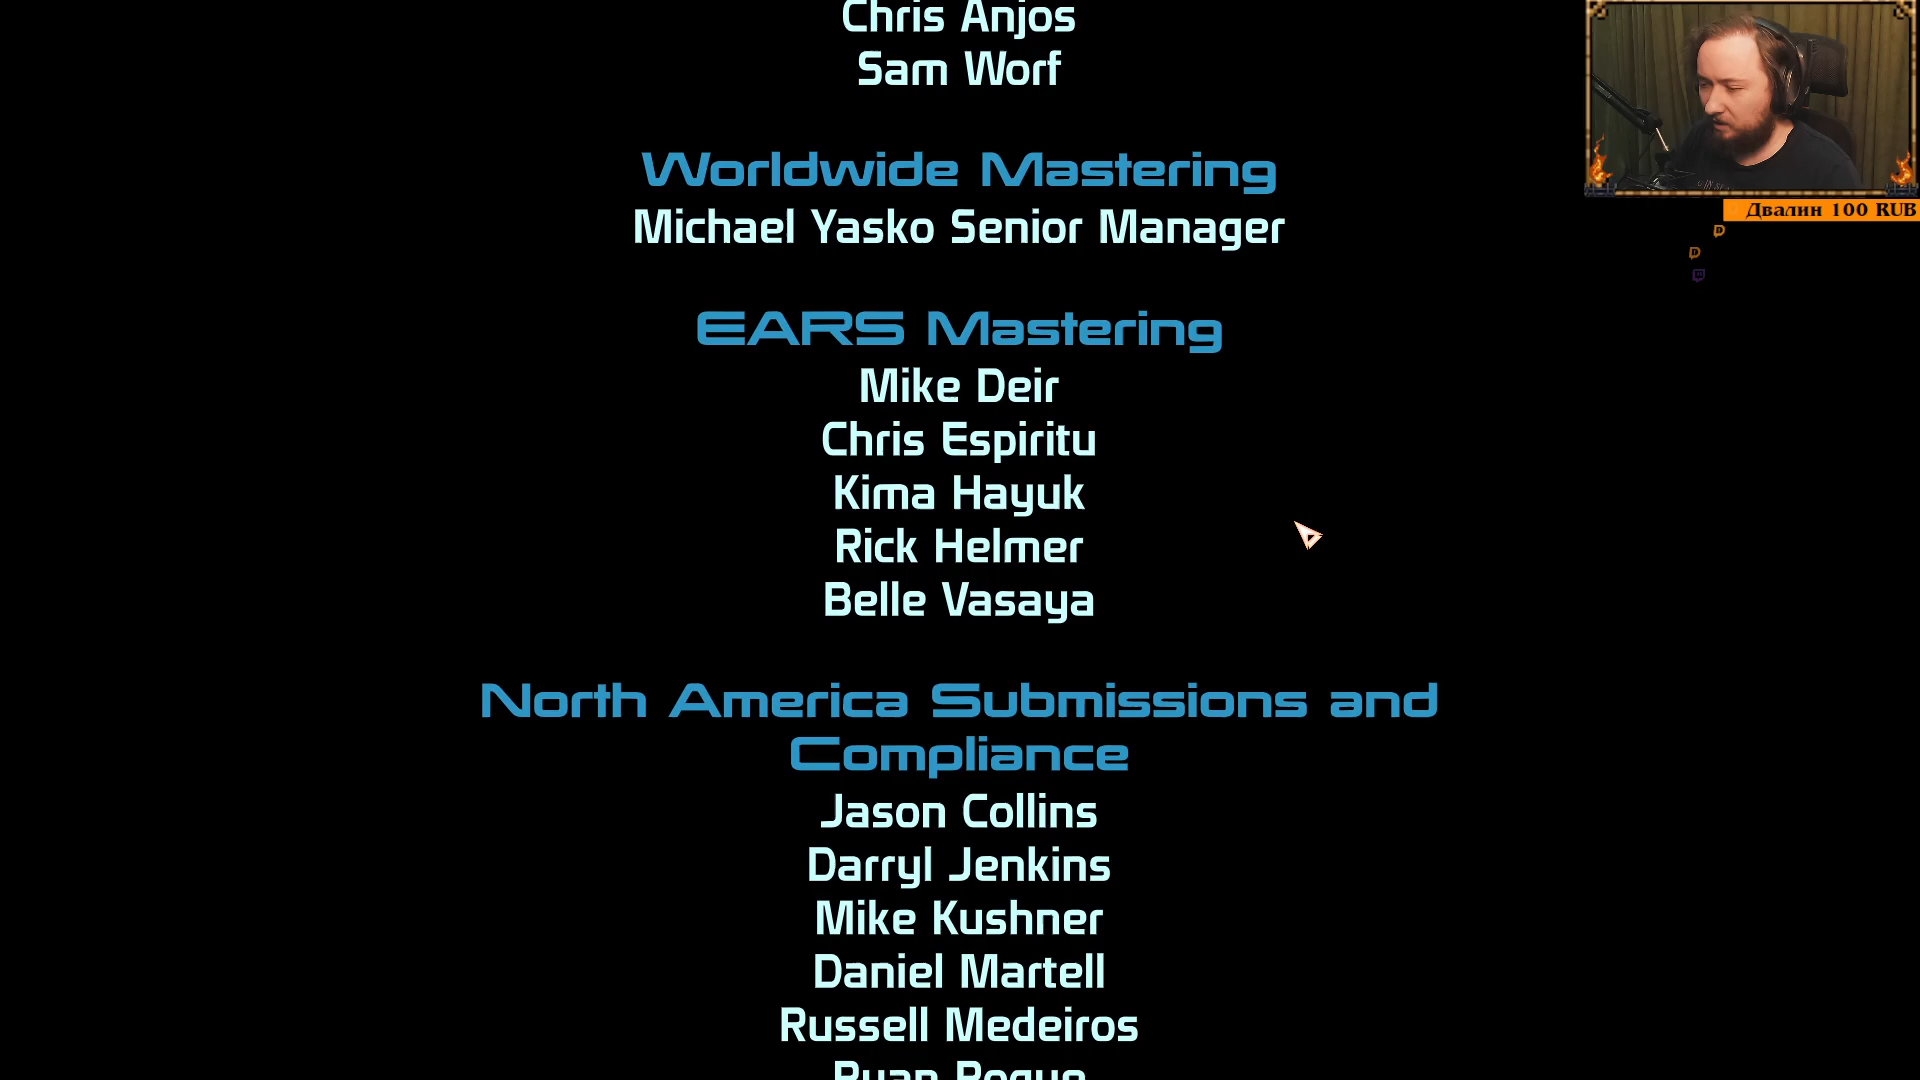 Chris Anjos
Sam Worf
Worldwide Mastering
Michael Yasko Senior Manager
EARS Mastering
Mike Deir
Chris Espiritu
Kima Hayuk
Rick Helmer
Belle Vasaya
North America Submissions and
Compliance
Jason Collins
Darryl Jenkins
Mike Kushner
Daniel Martell
Russell Medeiros
Двалин 100 RUB